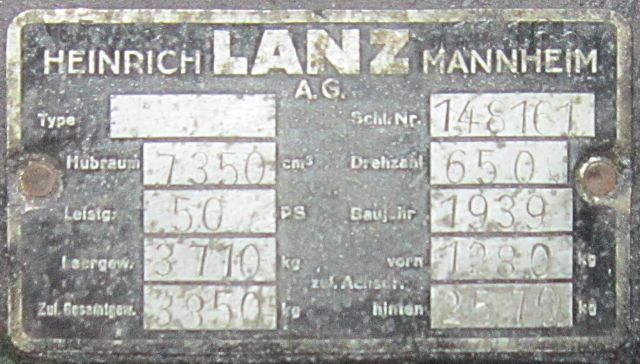 HEINRICH LANZ MANNHEIM
A.G.
Type Schl. Nr. 148161
Hubraum 7350 cm³ Drehzahl 650
Leistg. 50 PS Baujahr 1939
Leergew. 3710 kg vorn 1280 kg
zul. Achsdr.
Zul. Gesamtgew. 3850 kg hinten 2570 kg